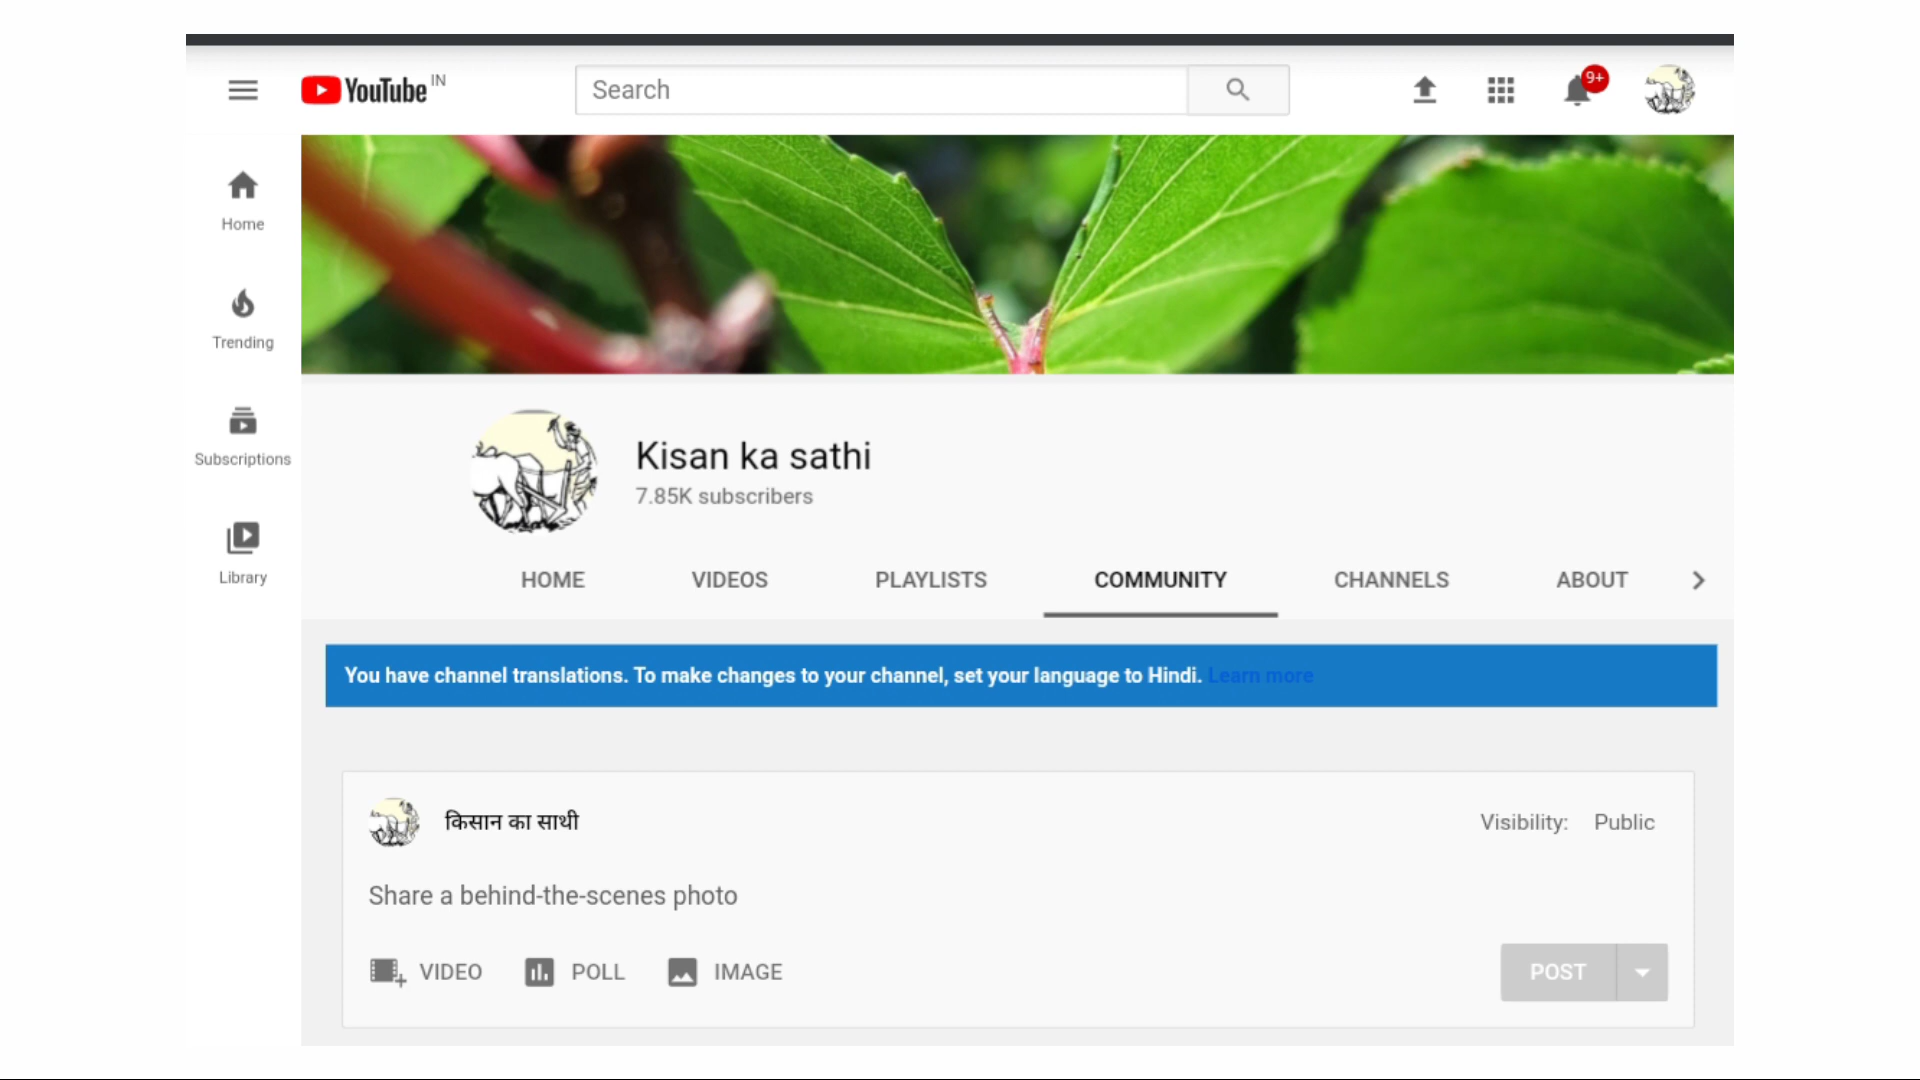 YouTube IN
Search
9+
Home
Trending
Subscriptions
Library
Kisan ka sathi
7.85K subscribers
HOME VIDEOS PLAYLISTS COMMUNITY CHANNELS ABOUT
You have channel translations. To make changes to your channel, set your language to Hindi. Learn more
किसान का साथी
Visibility: Public
Share a behind-the-scenes photo
VIDEO POLL IMAGE
POST